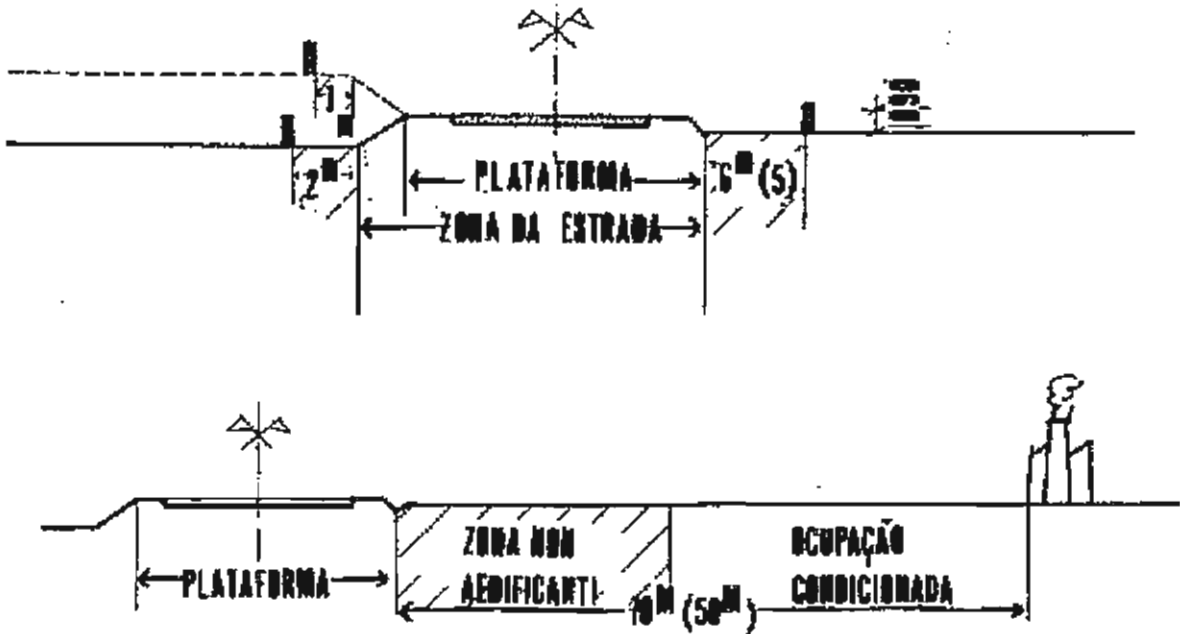 1
2M
PLATAFORMA
6M (5)
ZONA DA ESTRADA
ZONA NON
AEDIFICANTI
OCUPAÇÃO
CONDICIONADA
PLATAFORMA
(50M)